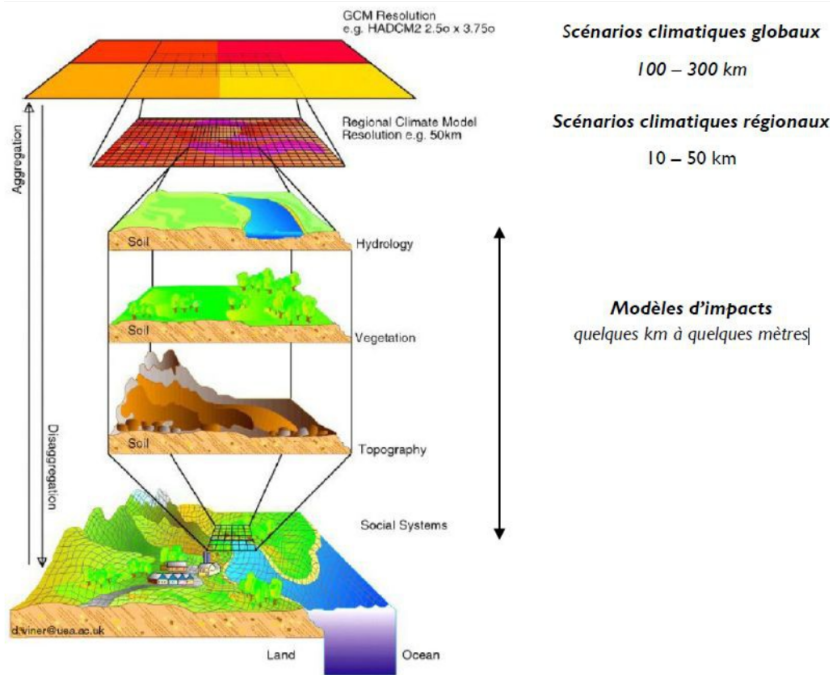 GCM Resolution
e.g. HADCM2 2.5o x 3.75o
Scénarios climatiques globaux
100 – 300 km
Regional Climate Model
Resolution e.g. 50km
Scénarios climatiques régionaux
10 – 50 km
Aggregation
Soil
Hydrology
Soil
Vegetation
Modèles d'impacts
quelques km à quelques mètres
Soil
Topography
Disaggregation
Social Systems
d.viner@uea.ac.uk
Land
Ocean